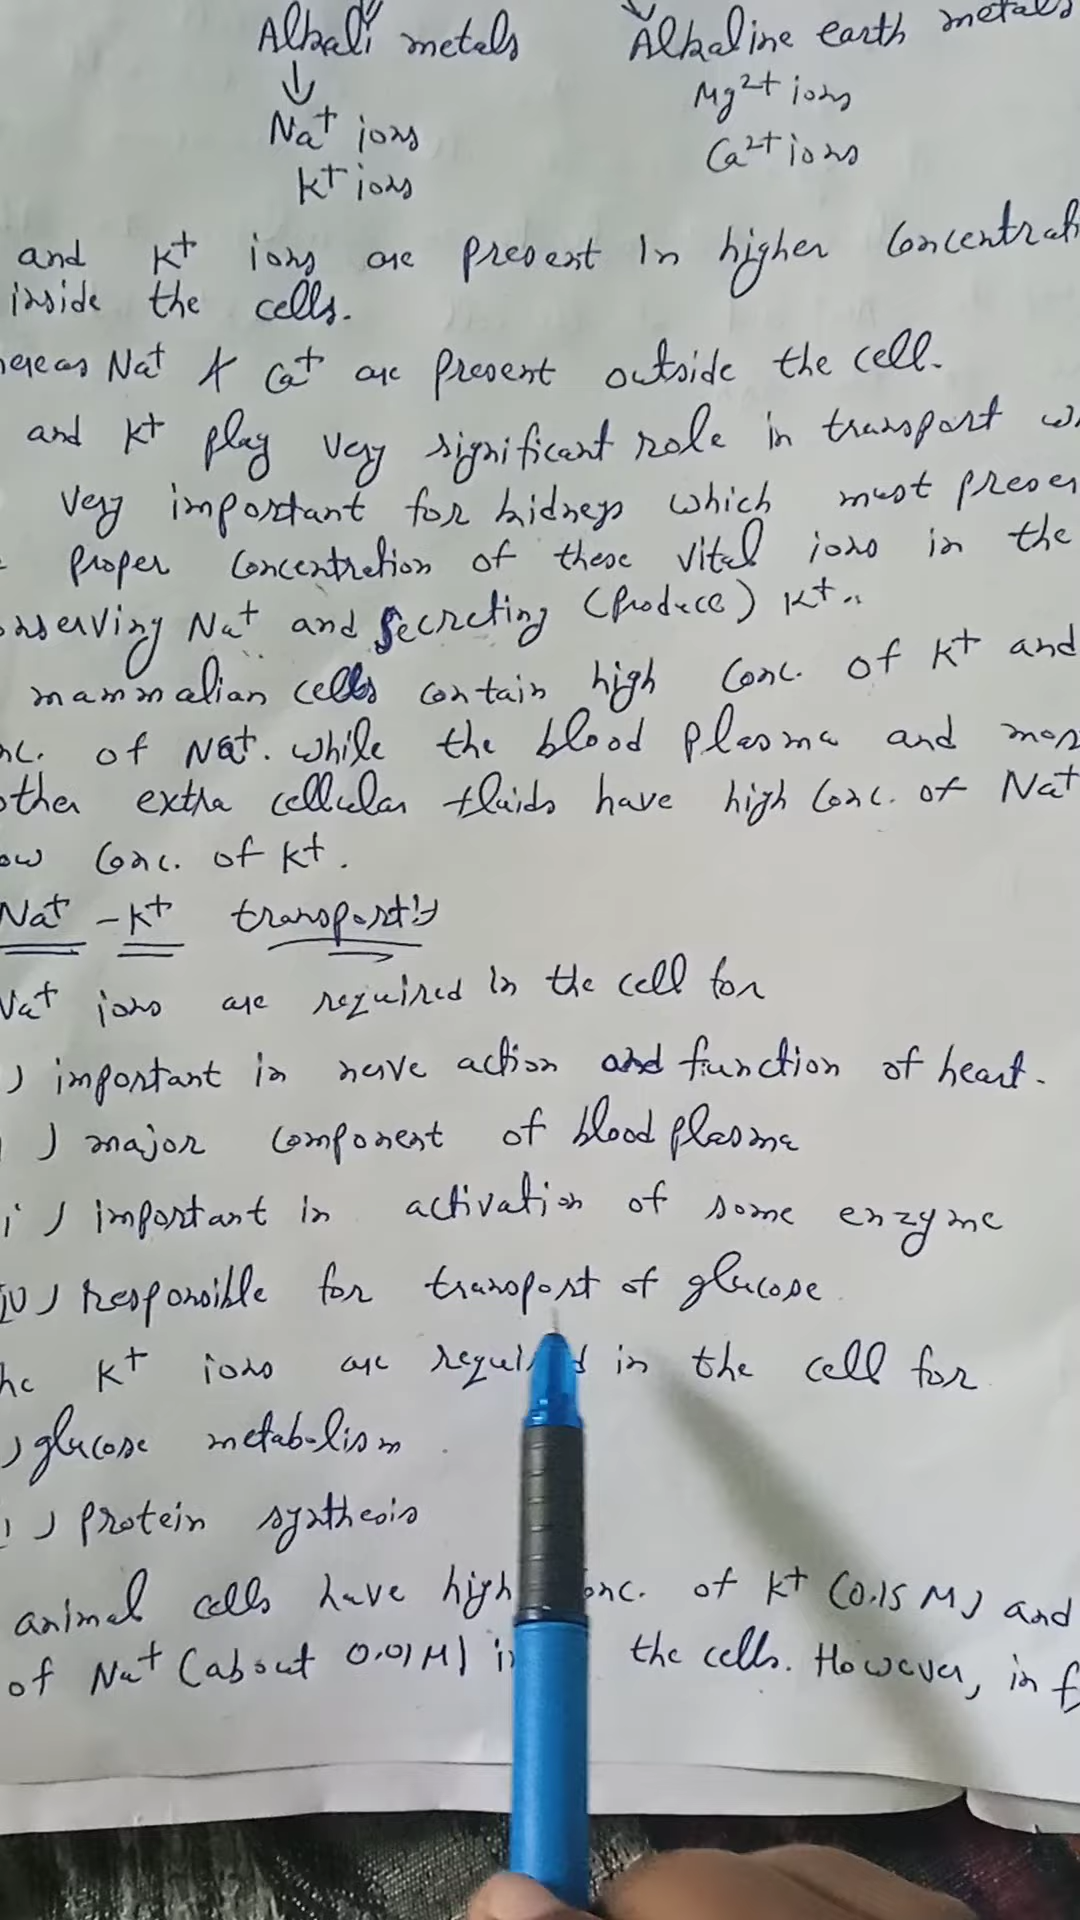 Alkali metals Alkaline earth metals
Na+ ions Mg2+ ions
K+ ions Ca2+ ions
and K+ ions are present in higher
inside the cells.
Na+ & Ca+ are present outside the cell.
and K+ play very significant role in transport
very important for kidneys which must
proper concentration of these vital ions in the
Na+ and secreting (produce) K+..
mammalian cells contain high conc. of K+ and
of Na+. while the blood plasma and
other extra cellular fluids have high conc. of Na+
conc. of K+.
Na+ - K+ transport:
Na+ ions are required in the cell for
) important in nerve action and function of heart.
) major component of blood plasma
) important in activation of some enzyme
iv) responsible for transport of glucose
K+ ions are in the cell for
) glucose metabolism
) protein synthesis
animal cells have high of K+ (0.15 M) and
of Na+ (about 0.01 M) the cells. However, in